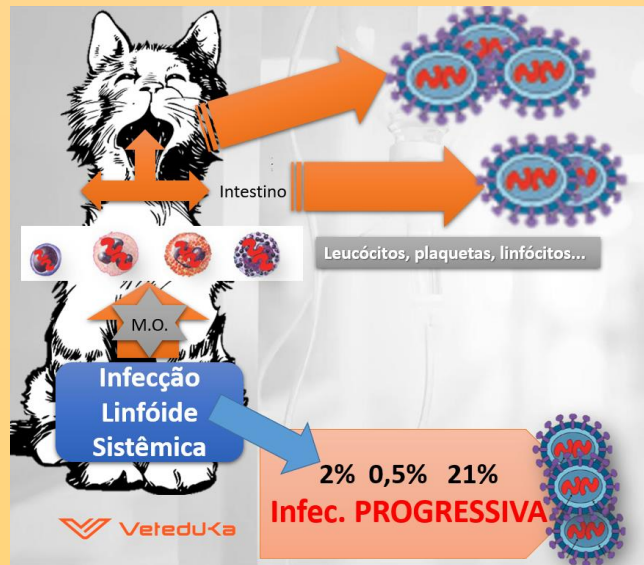 Intestino
Leucócitos, plaquetas, linfócitos...
M.O.
Infecção
Linfóide
Sistêmica
2% 0,5% 21%
Infec. PROGRESSIVA
VeteduKa